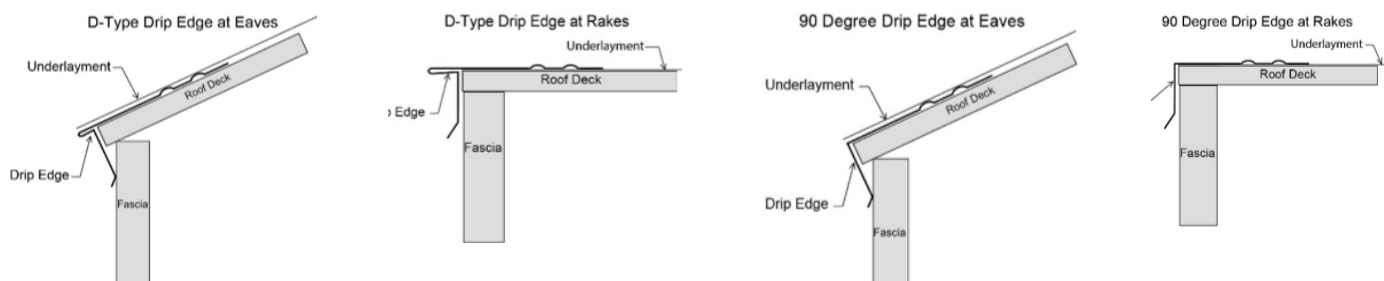 D-Type Drip Edge at Eaves
Underlayment
Roof Deck
Drip Edge
Fascia
D-Type Drip Edge at Rakes
Underlayment
Roof Deck
Edge
Fascia
90 Degree Drip Edge at Eaves
Underlayment
Roof Deck
Drip Edge
Fascia
90 Degree Drip Edge at Rakes
Underlayment
Roof Deck
Fascia